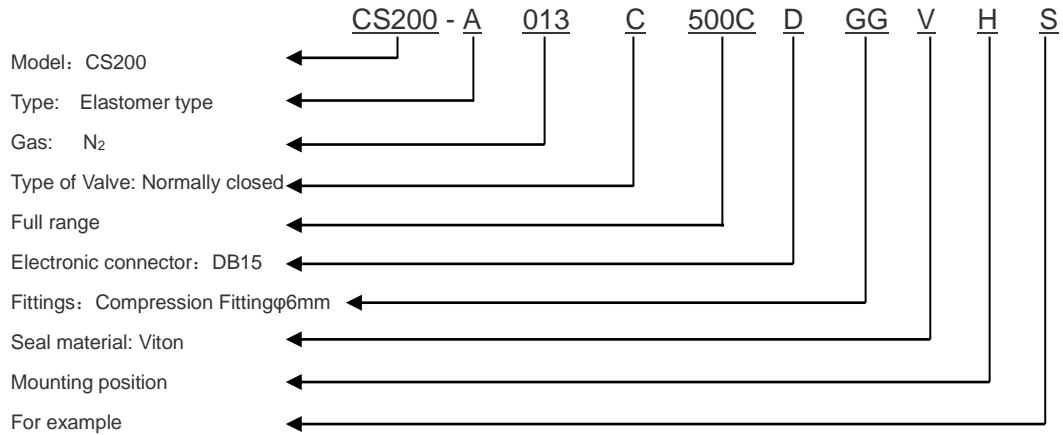 CS200 - A 013 C 500C D GG V H S
Model：CS200
Type: Elastomer type
Gas: N₂
Type of Valve: Normally closed
Full range
Electronic connector：DB15
Fittings：Compression Fittingφ6mm
Seal material: Viton
Mounting position
For example